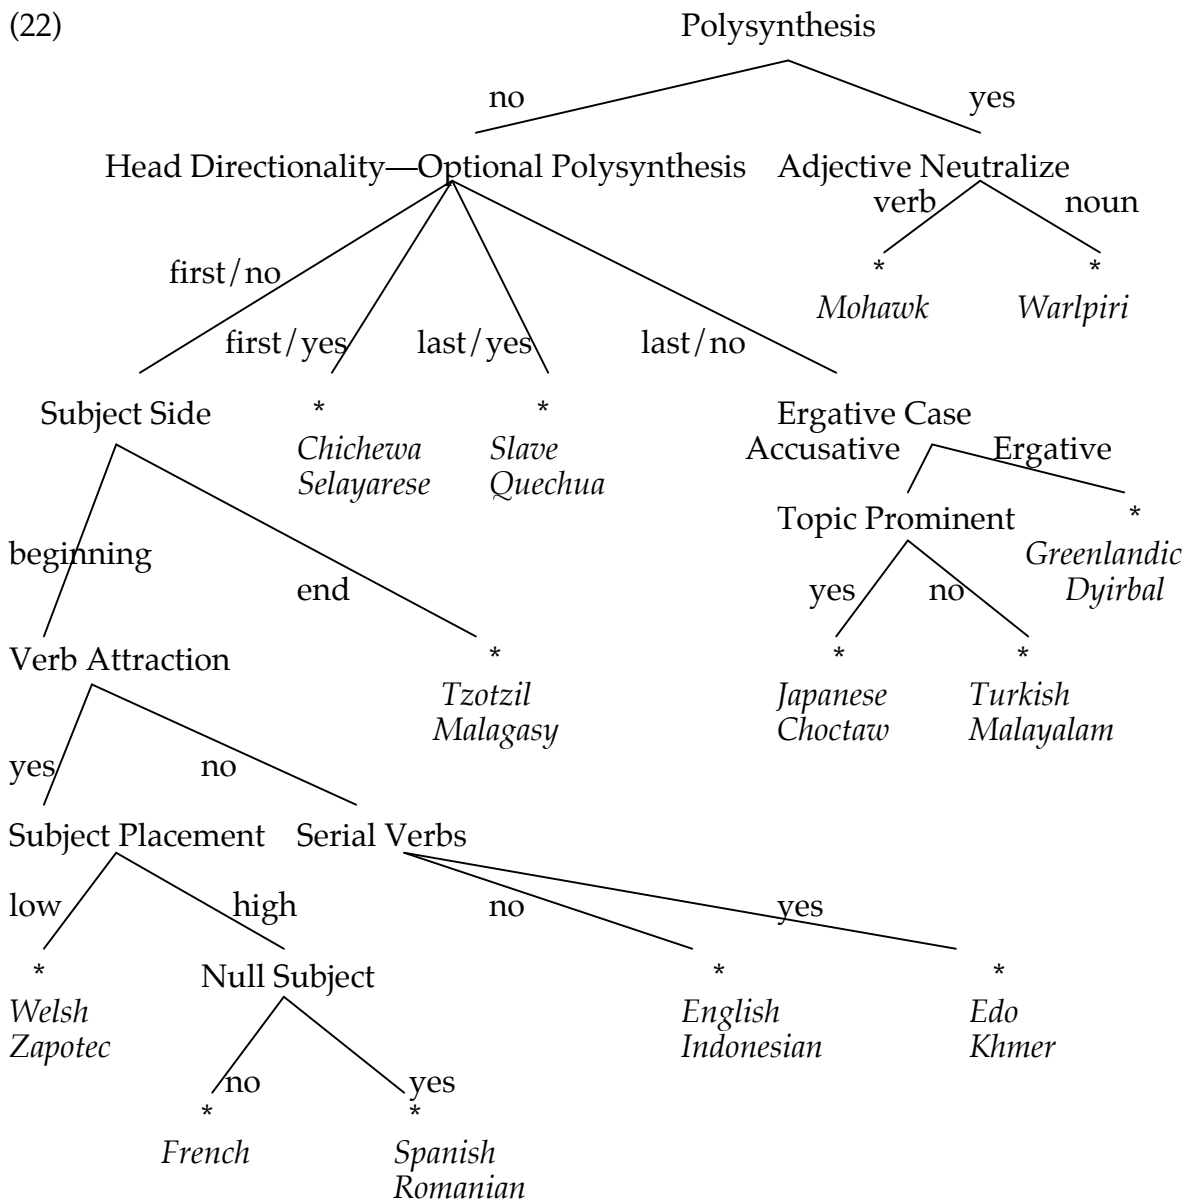 (22)
Polysynthesis
no
yes
Head Directionality—Optional Polysynthesis
Adjective Neutralize
verb
noun
*
*
Mohawk
Warlpiri
first/no
first/yes
last/yes
last/no
Subject Side
*
*
Ergative Case
Chichewa
Selayarese
Slave
Quechua
Accusative
Ergative
Topic Prominent
*
Greenlandic
Dyirbal
beginning
end
yes
no
Verb Attraction
*
*
*
Tzotzil
Malagasy
Japanese
Choctaw
Turkish
Malayalam
yes
no
Subject Placement
Serial Verbs
low
high
no
yes
*
Null Subject
*
*
Welsh
Zapotec
English
Indonesian
Edo
Khmer
no
yes
*
*
French
Spanish
Romanian